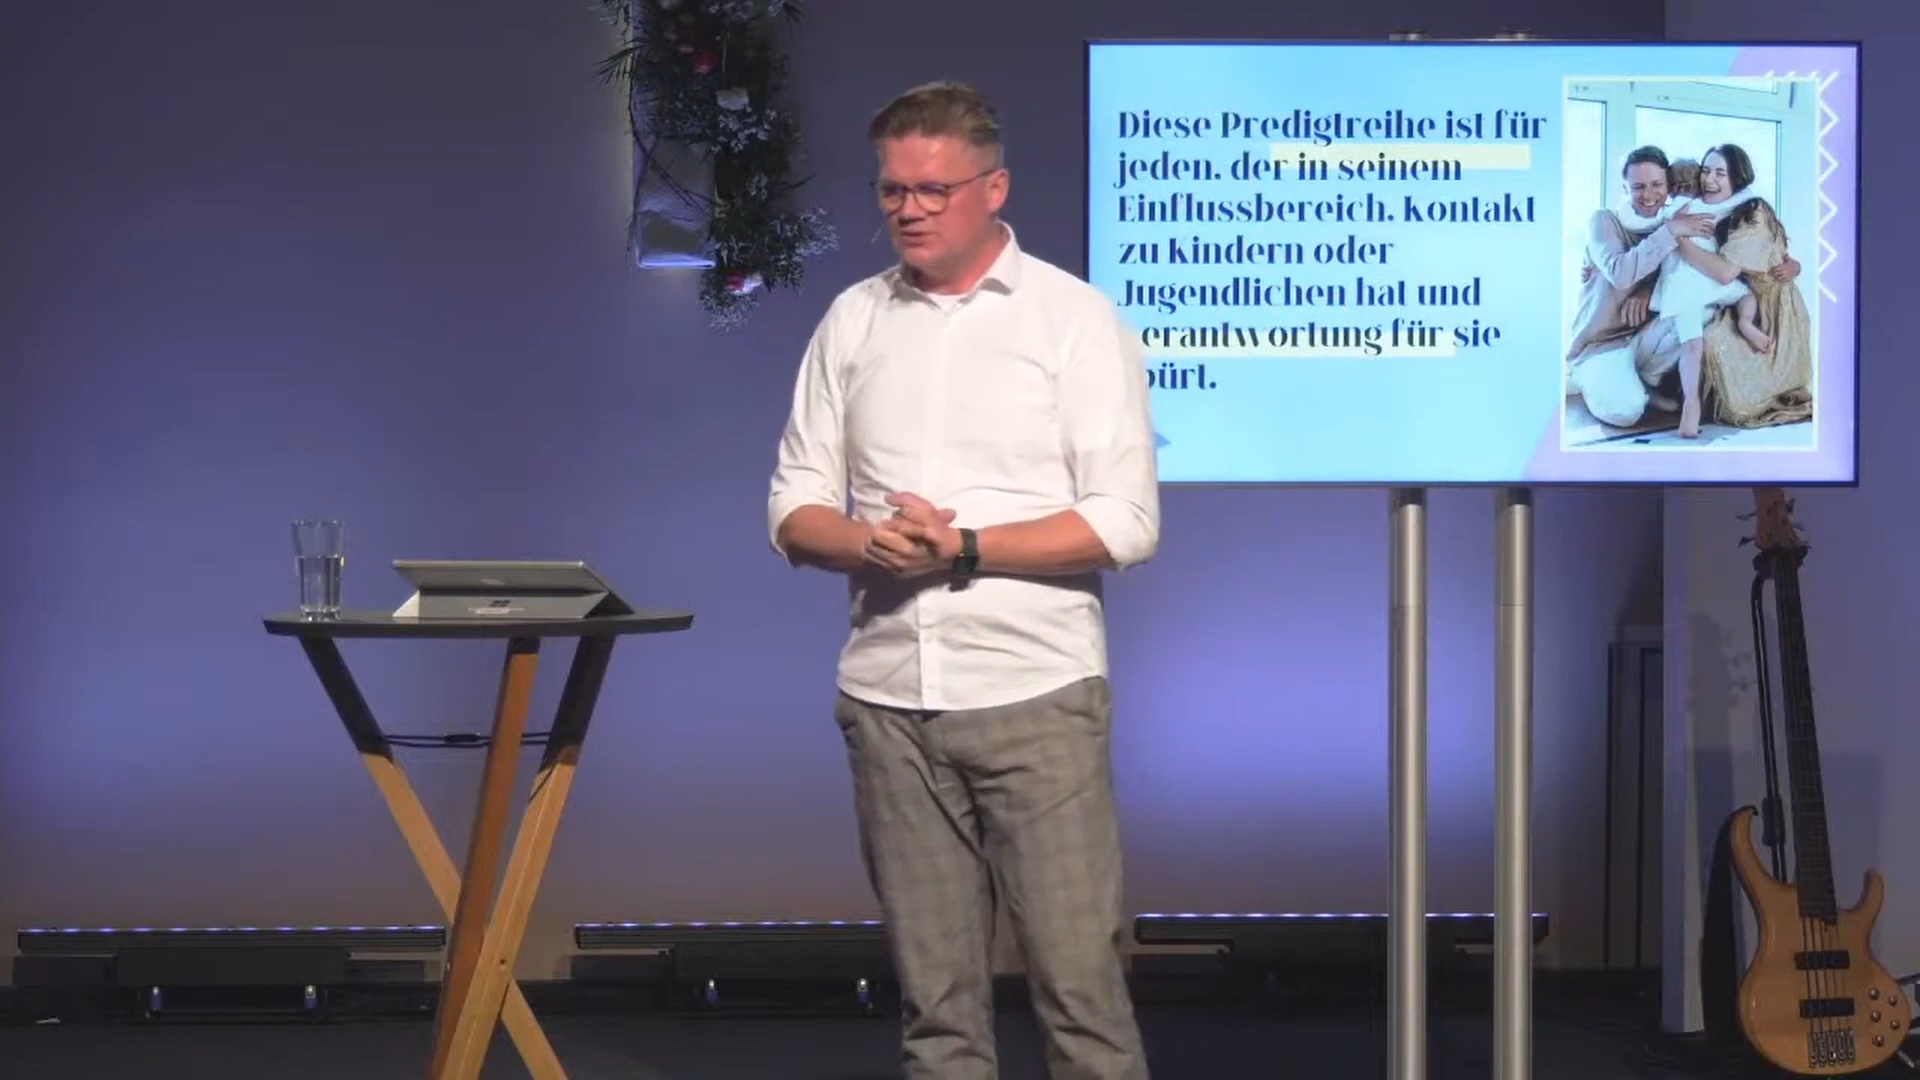 Diese Predigtreihe ist für
jeden, der in seinem
Einflussbereich, Kontakt
zu Kindern oder
Jugendlichen hat und
erantwortung für sie
pürt.